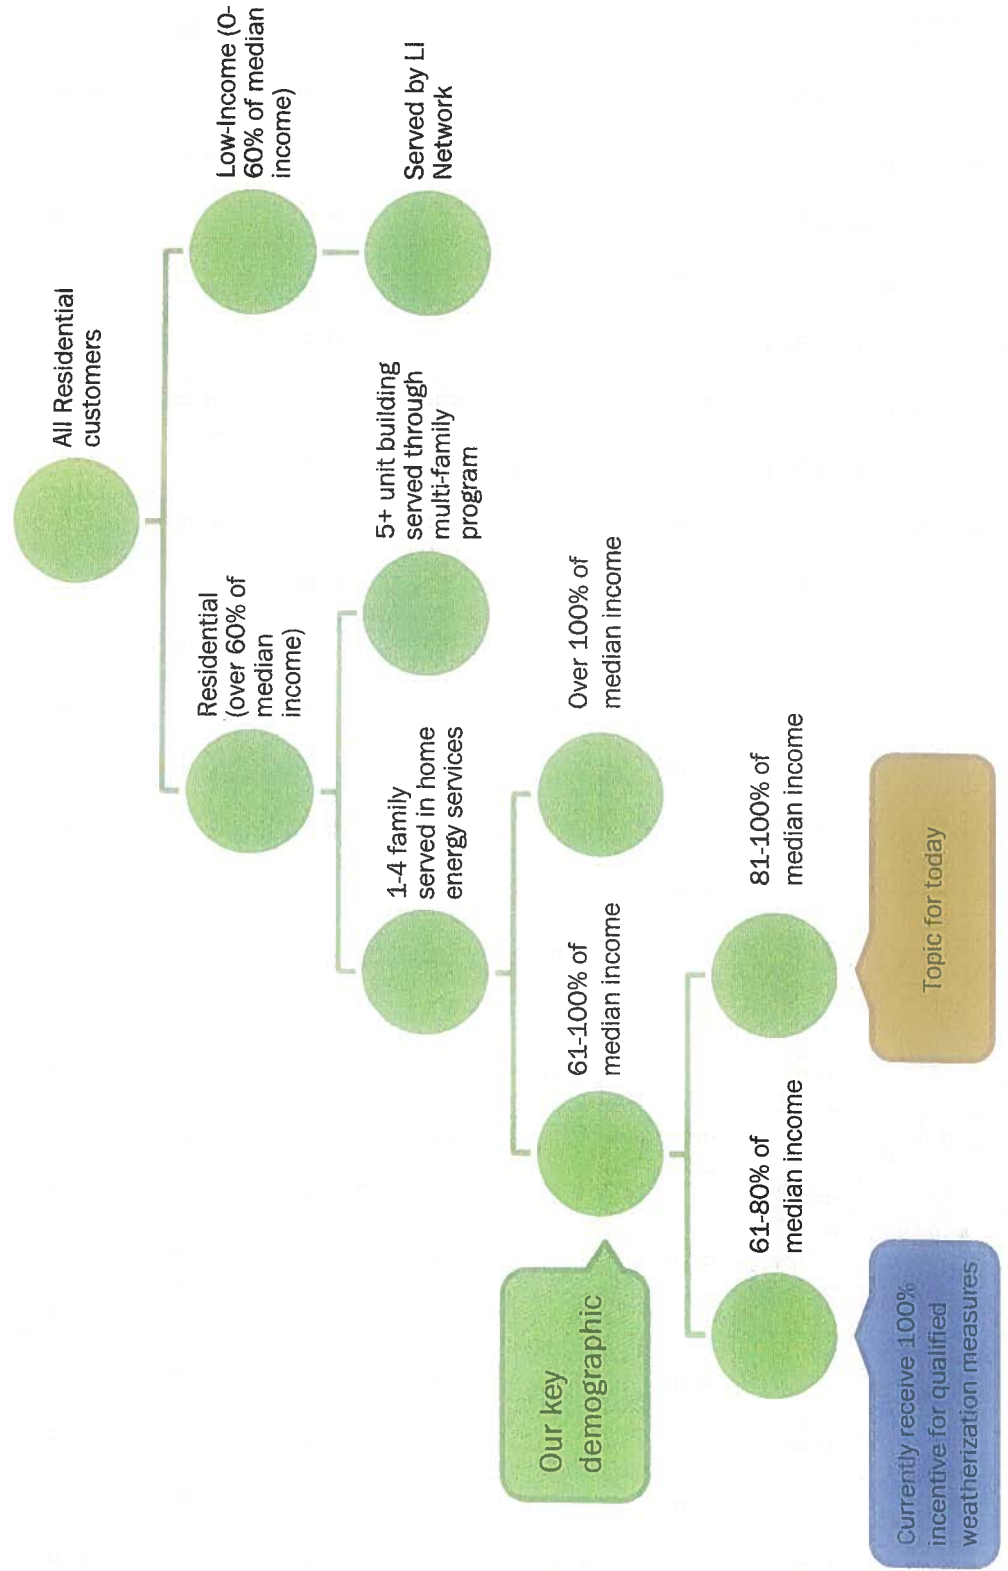 All Residential
customers
Residential
(over 60% of
median
income)
Low-Income (0-
60% of median
income)
1-4 family
served in home
energy services
5+ unit building
served through
multi-family
program
Served by LI
Network
Our key
demographic
61-100% of
median income
Over 100% of
median income
61-80% of
median income
81-100% of
median income
Currently receive 100%
incentive for qualified
weatherization measures
Topic for today